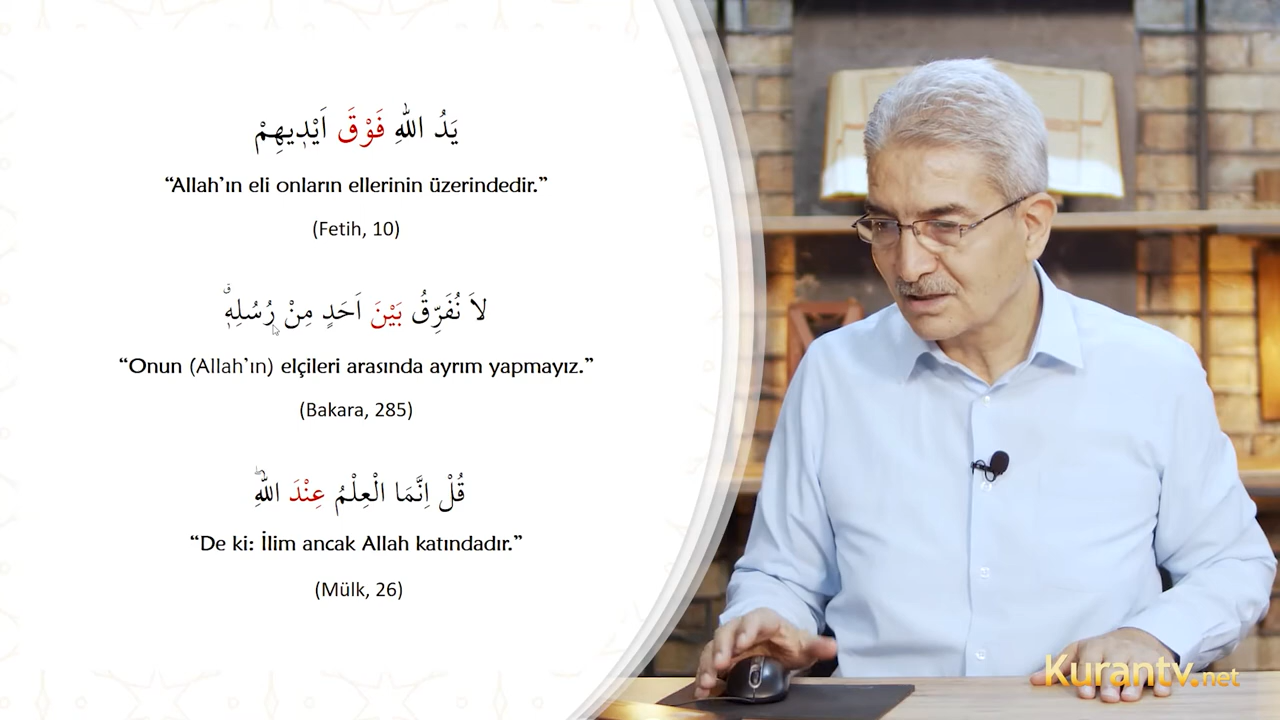 يَدُ اللّٰهِ فَوْقَ اَيْدٖيهِمْ
“Allah’ın eli onların ellerinin üzerindedir.”
(Fetih, 10)
لَا نُفَرِّقُ بَيْنَ اَحَدٍ مِنْ رُسُلِهٖۗ
“Onun (Allah’ın) elçileri arasında ayrım yapmayız.”
(Bakara, 285)
قُلْ اِنَّمَا الْعِلْمُ عِنْدَ اللّٰهِۖ
“De ki: İlim ancak Allah katındadır.”
(Mülk, 26)
Kurantv.net